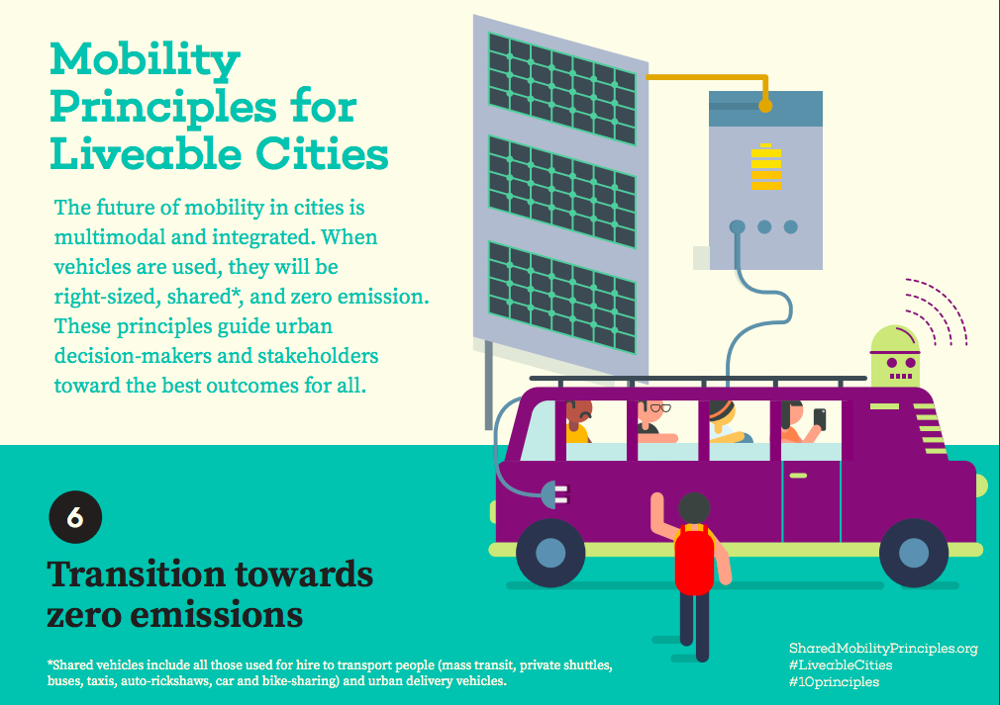 Mobility
Principles for
Liveable Cities
The future of mobility in cities is
multimodal and integrated. When
vehicles are used, they will be
right-sized, shared*, and zero emission.
These principles guide urban
decision-makers and stakeholders
toward the best outcomes for all.
6
Transition towards
zero emissions
*Shared vehicles include all those used for hire to transport people (mass transit, private shuttles,
buses, taxis, auto-rickshaws, car and bike-sharing) and urban delivery vehicles.
SharedMobilityPrinciples.org
#LiveableCities
#10principles